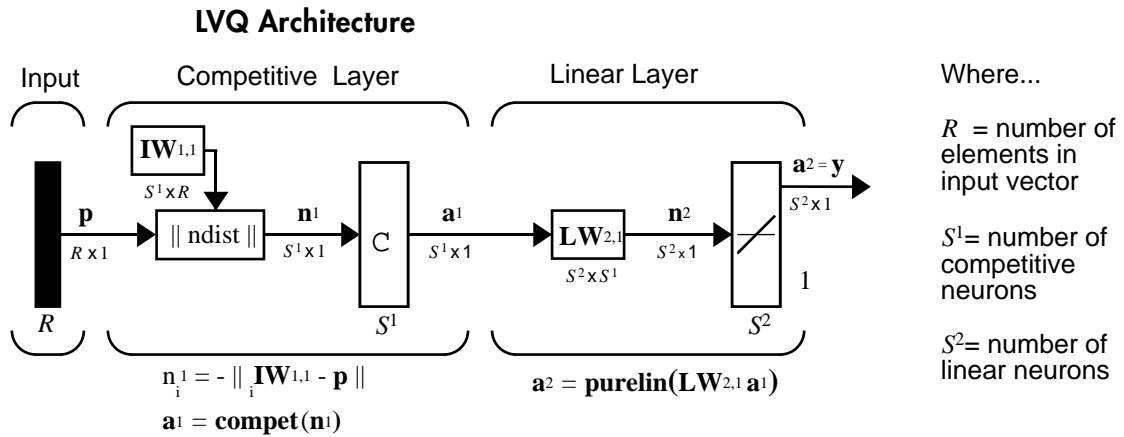 LVQ Architecture
Input
Competitive Layer
Linear Layer
Where...
R = number of
elements in
input vector
S¹= number of
competitive
neurons
S²= number of
linear neurons
IW1,1
S¹ x R
p
R x 1
|| ndist ||
n1
S¹ x 1
C
a1
S¹ x 1
LW2,1
S² x S¹
n2
S² x 1
a2 = y
S² x 1
1
R
S¹
S²
n_i¹ = - || _iIW1,1 - p ||
a1 = compet(n1)
a2 = purelin(LW2,1 a1)